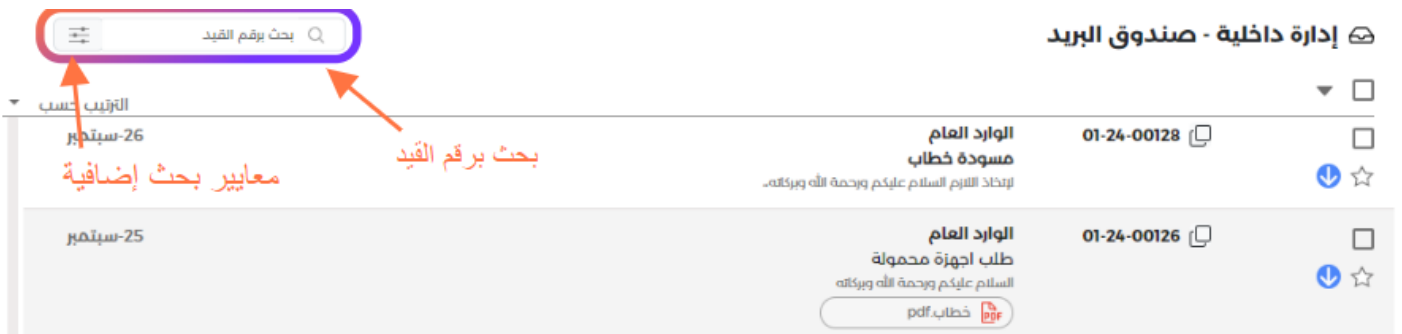 إدارة داخلية - صندوق البريد
بحث برقم القيد
الترتيب حسب
بحث برقم القيد
معايير بحث إضافية
01-24-00128
الوارد العام
26-سبتمبر
مسودة خطاب
لإتخاذ اللازم السلام عليكم ورحمة الله وبركاته..
01-24-00126
الوارد العام
25-سبتمبر
طلب اجهزة محمولة
السلام عليكم ورحمة الله وبركاته
خطاب.pdf
PDF